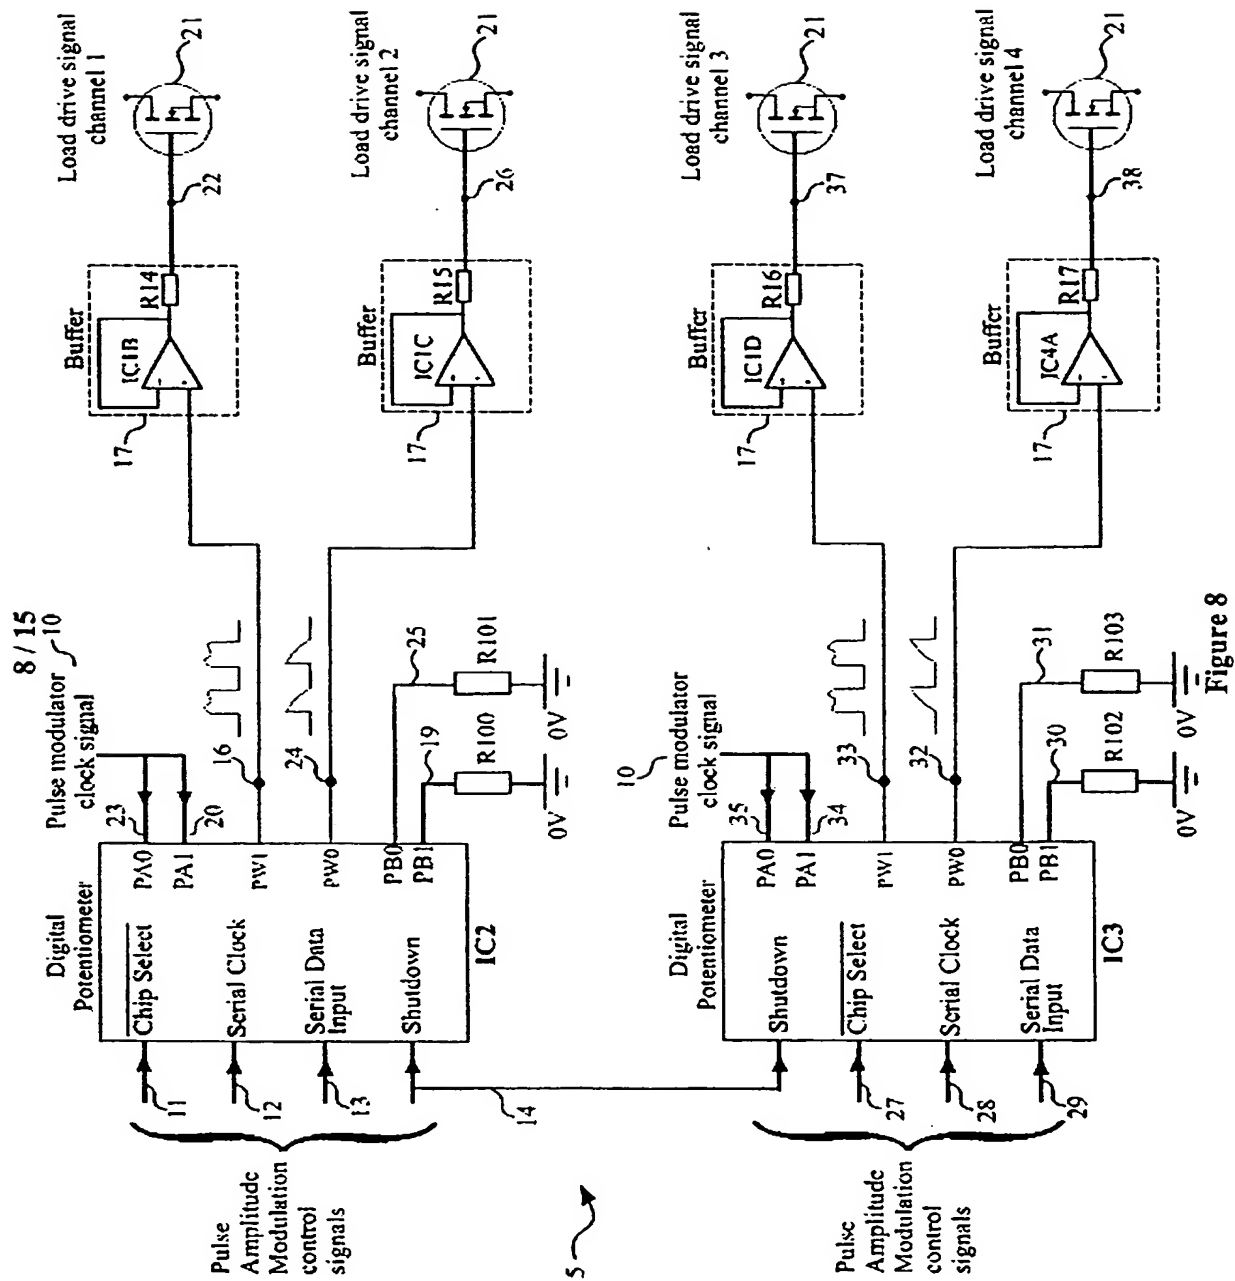 8 / 15
Pulse modulator
clock signal
10
Digital
Potentiometer
Chip Select
Serial Clock
Serial Data
Input
Shutdown
IC2
PA0
PA1
PW1
PW0
PB0
PB1
23
20
16
24
25
19
R101
R100
0V
0V
11
12
13
14
Pulse
Amplitude
Modulation
control
signals
Buffer
IC1B
R14
17
22
Load drive signal
channel 1
21
Buffer
IC1C
R15
17
26
Load drive signal
channel 2
21
10
Pulse modulator
clock signal
Digital
Potentiometer
Shutdown
Chip Select
Serial Clock
Serial Data
Input
IC3
PA0
PA1
PW1
PW0
PB0
PB1
35
34
33
32
31
30
R103
R102
0V
0V
27
28
29
Pulse
Amplitude
Modulation
control
signals
Buffer
IC1D
R16
17
37
Load drive signal
channel 3
21
Buffer
IC4A
R17
17
38
Load drive signal
channel 4
21
5
Figure 8